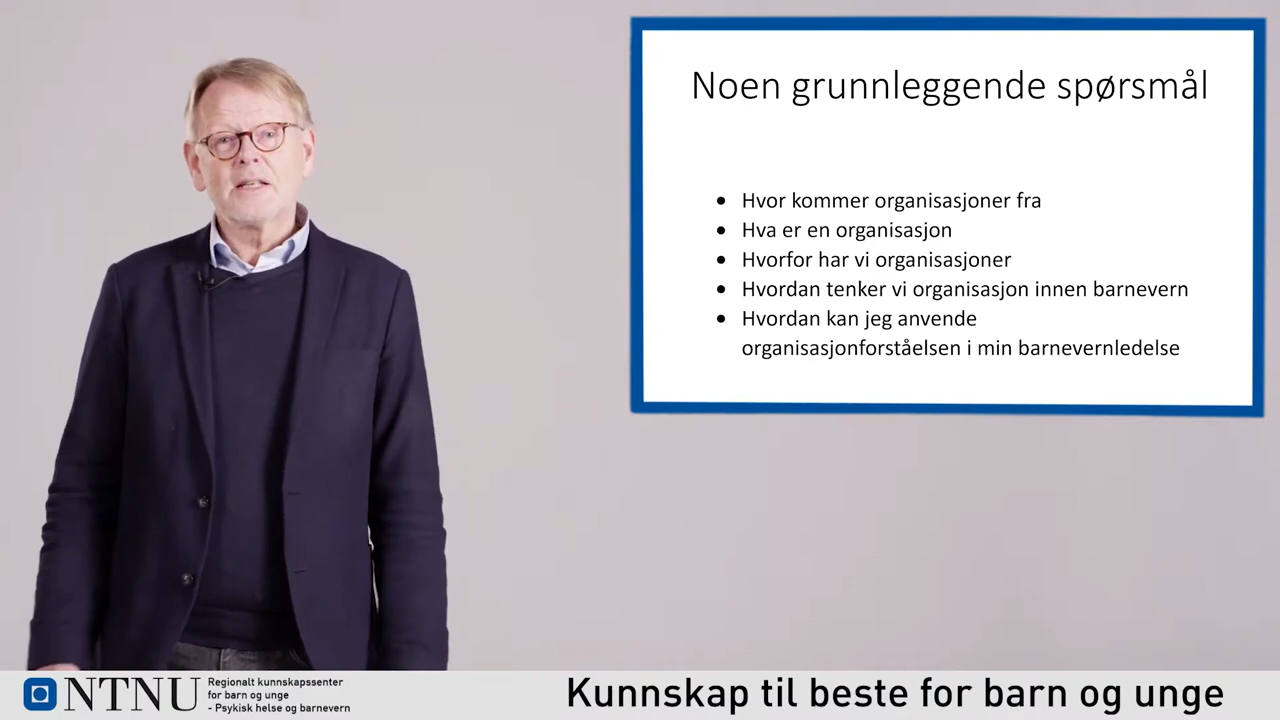 Noen grunnleggende spørsmål
• Hvor kommer organisasjoner fra
• Hva er en organisasjon
• Hvorfor har vi organisasjoner
• Hvordan tenker vi organisasjon innen barnevern
• Hvordan kan jeg anvende
organisasjonforståelsen i min barnevernledelse
NTNU
Regionalt kunnskapssenter
for barn og unge
- Psykisk helse og barnevern
Kunnskap til beste for barn og unge